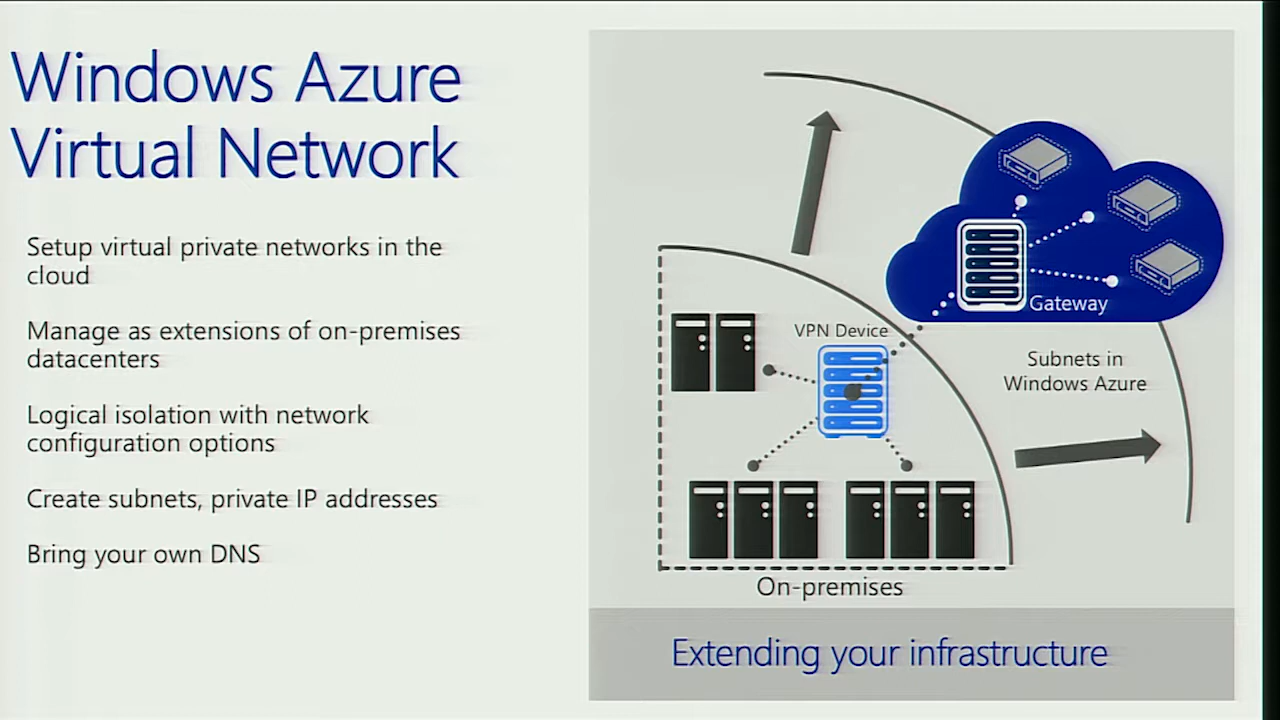 Windows Azure
Virtual Network
Setup virtual private networks in the
cloud
Manage as extensions of on-premises
datacenters
Logical isolation with network
configuration options
Create subnets, private IP addresses
Bring your own DNS
Gateway
VPN Device
Subnets in
Windows Azure
On-premises
Extending your infrastructure